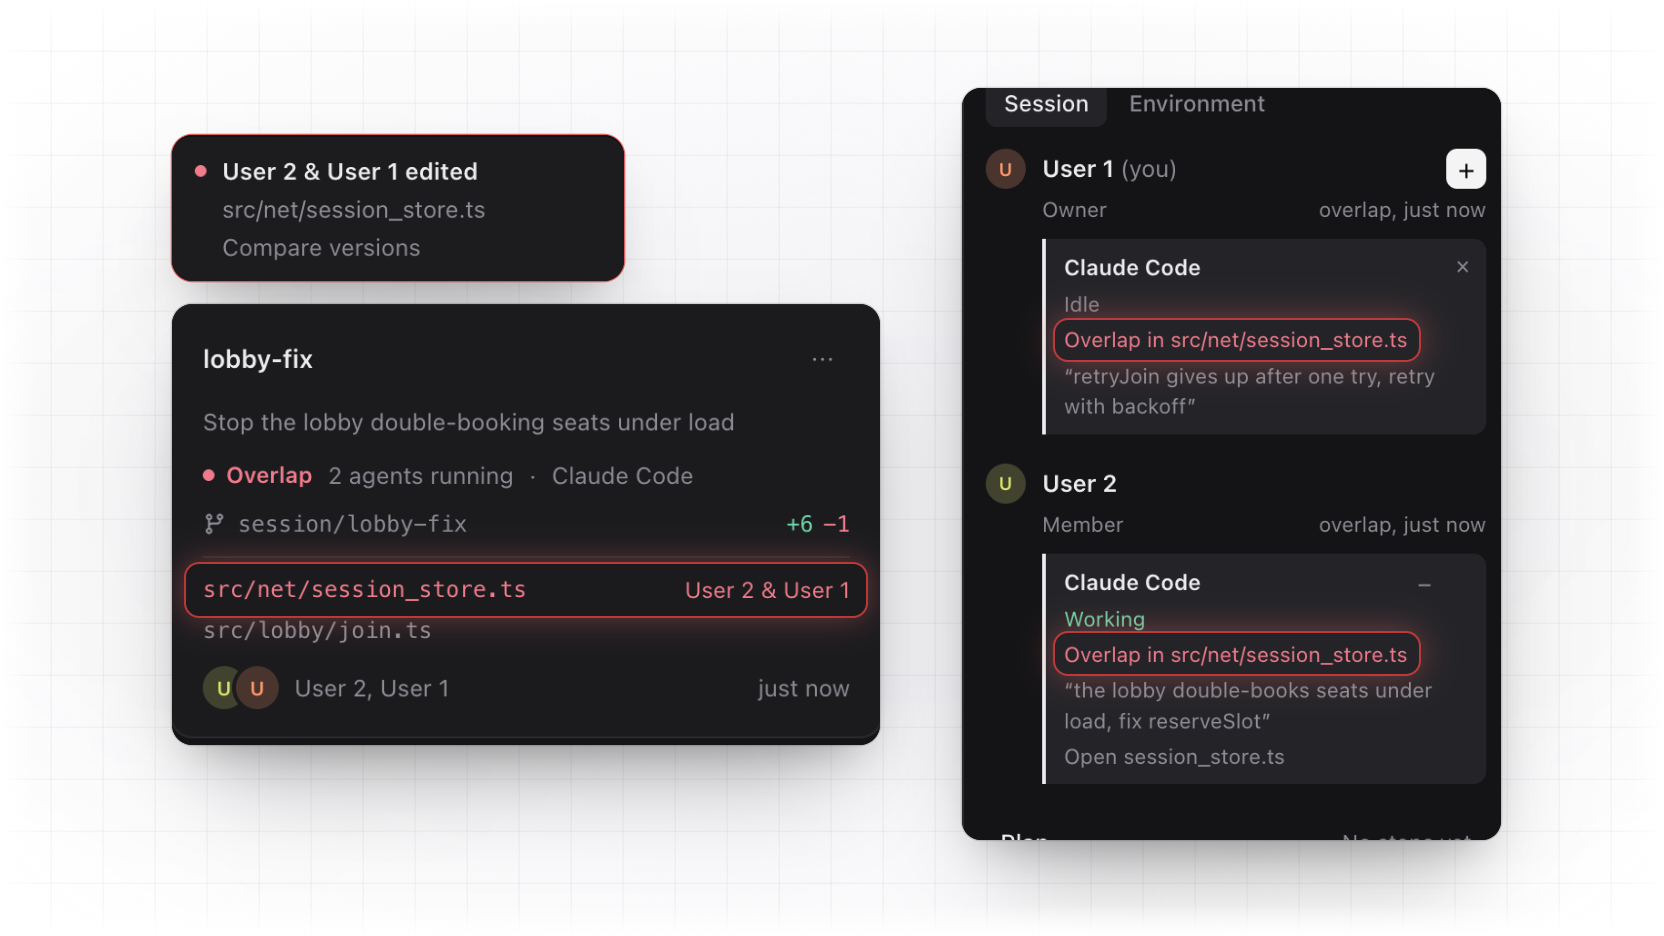 User 2 & User 1 edited
src/net/session_store.ts
Compare versions
lobby-fix
Stop the lobby double-booking seats under load
Overlap 2 agents running · Claude Code
session/lobby-fix +6 −1
src/net/session_store.ts User 2 & User 1
src/lobby/join.ts
U U User 2, User 1 just now
Session Environment
U User 1 (you) +
Owner overlap, just now
Claude Code ×
Idle
Overlap in src/net/session_store.ts
“retryJoin gives up after one try, retry
with backoff”
U User 2
Member overlap, just now
Claude Code –
Working
Overlap in src/net/session_store.ts
“the lobby double-books seats under
load, fix reserveSlot”
Open session_store.ts
Plan No steps yet